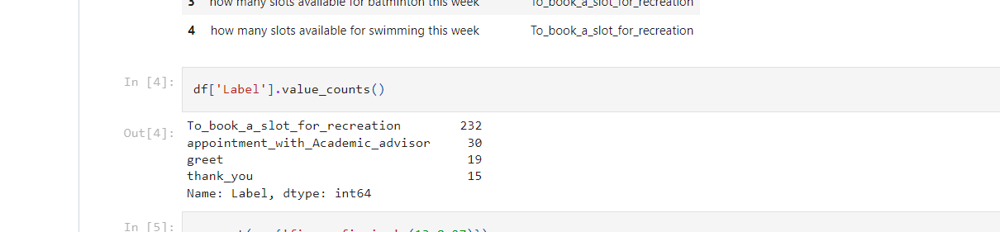 3 how many slots available for batminton this week To_book_a_slot_for_recreation
4 how many slots available for swimming this week To_book_a_slot_for_recreation
In [4]: df['Label'].value_counts()
Out[4]: To_book_a_slot_for_recreation 232
appointment_with_Academic_advisor 30
greet 19
thank_you 15
Name: Label, dtype: int64
In [5]: